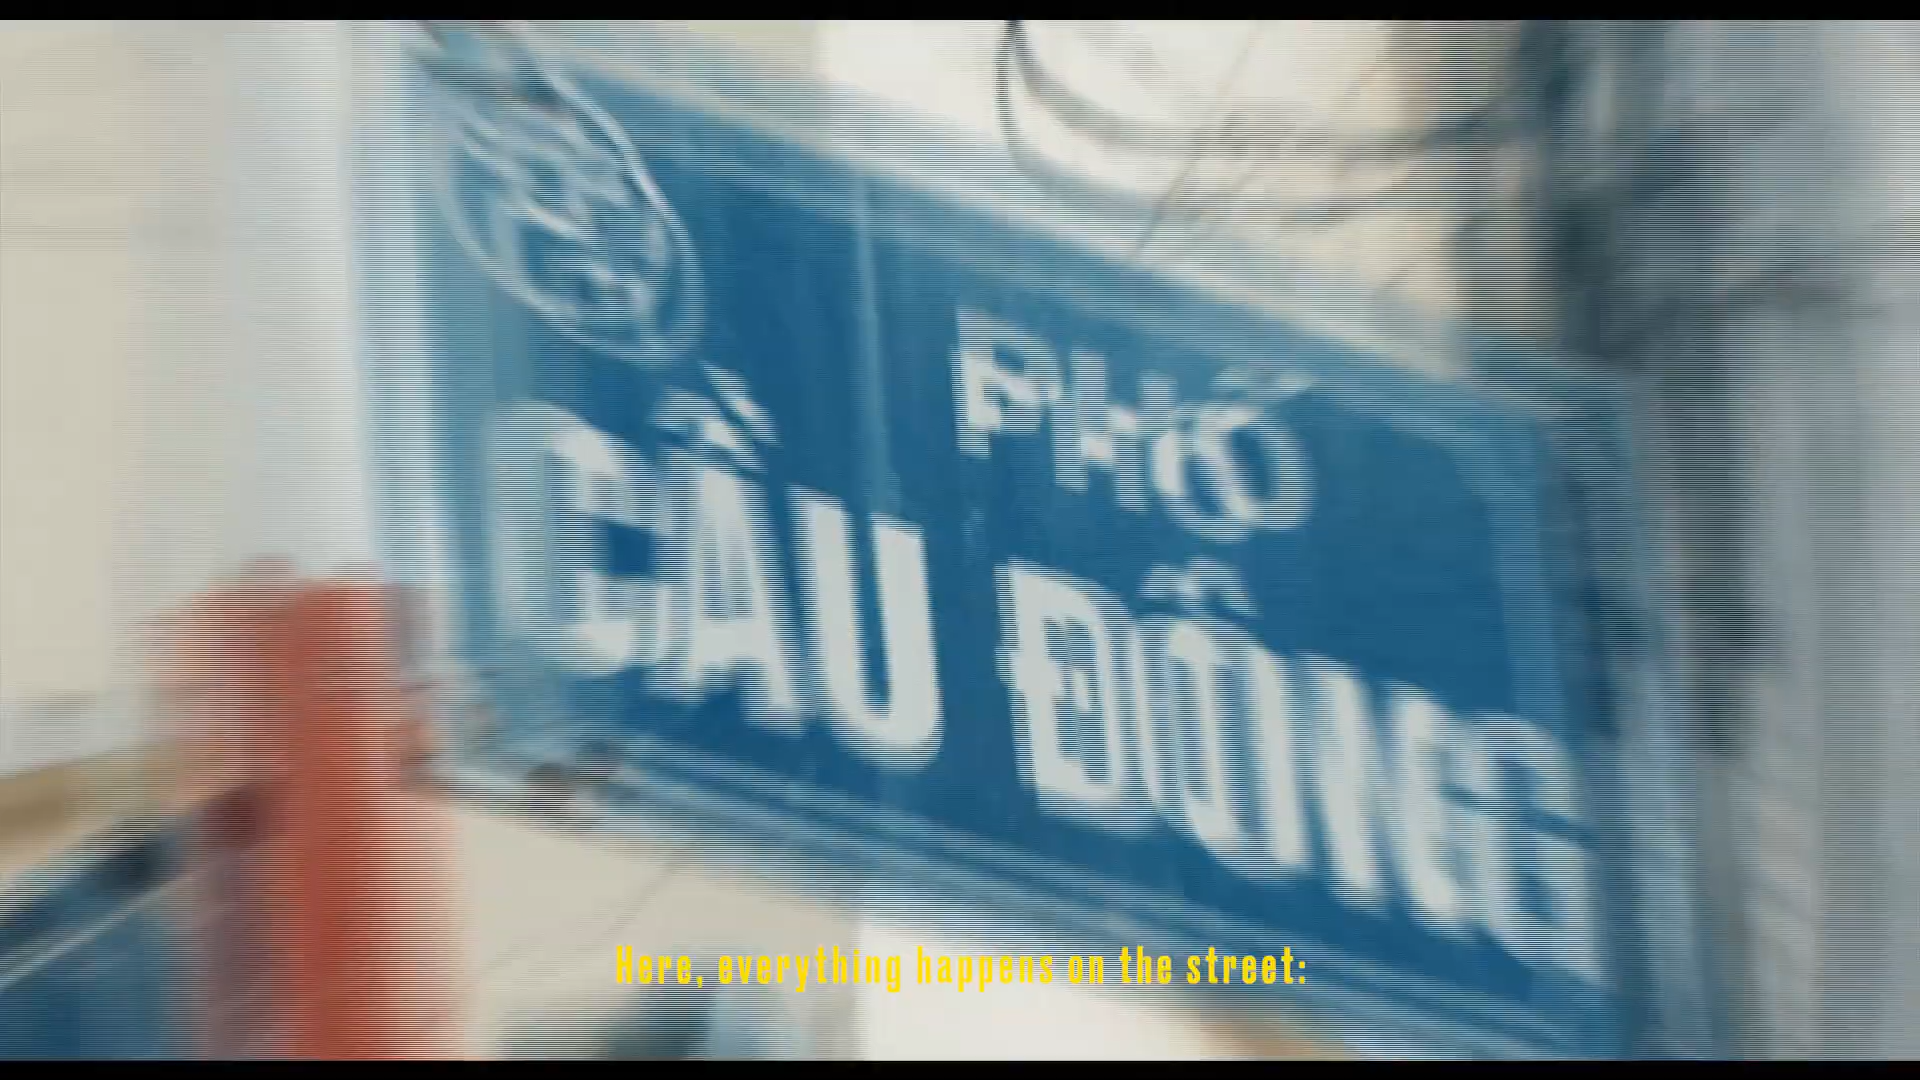 PHỐ
CẦU ĐÔNG
Here, everything happens on the street: